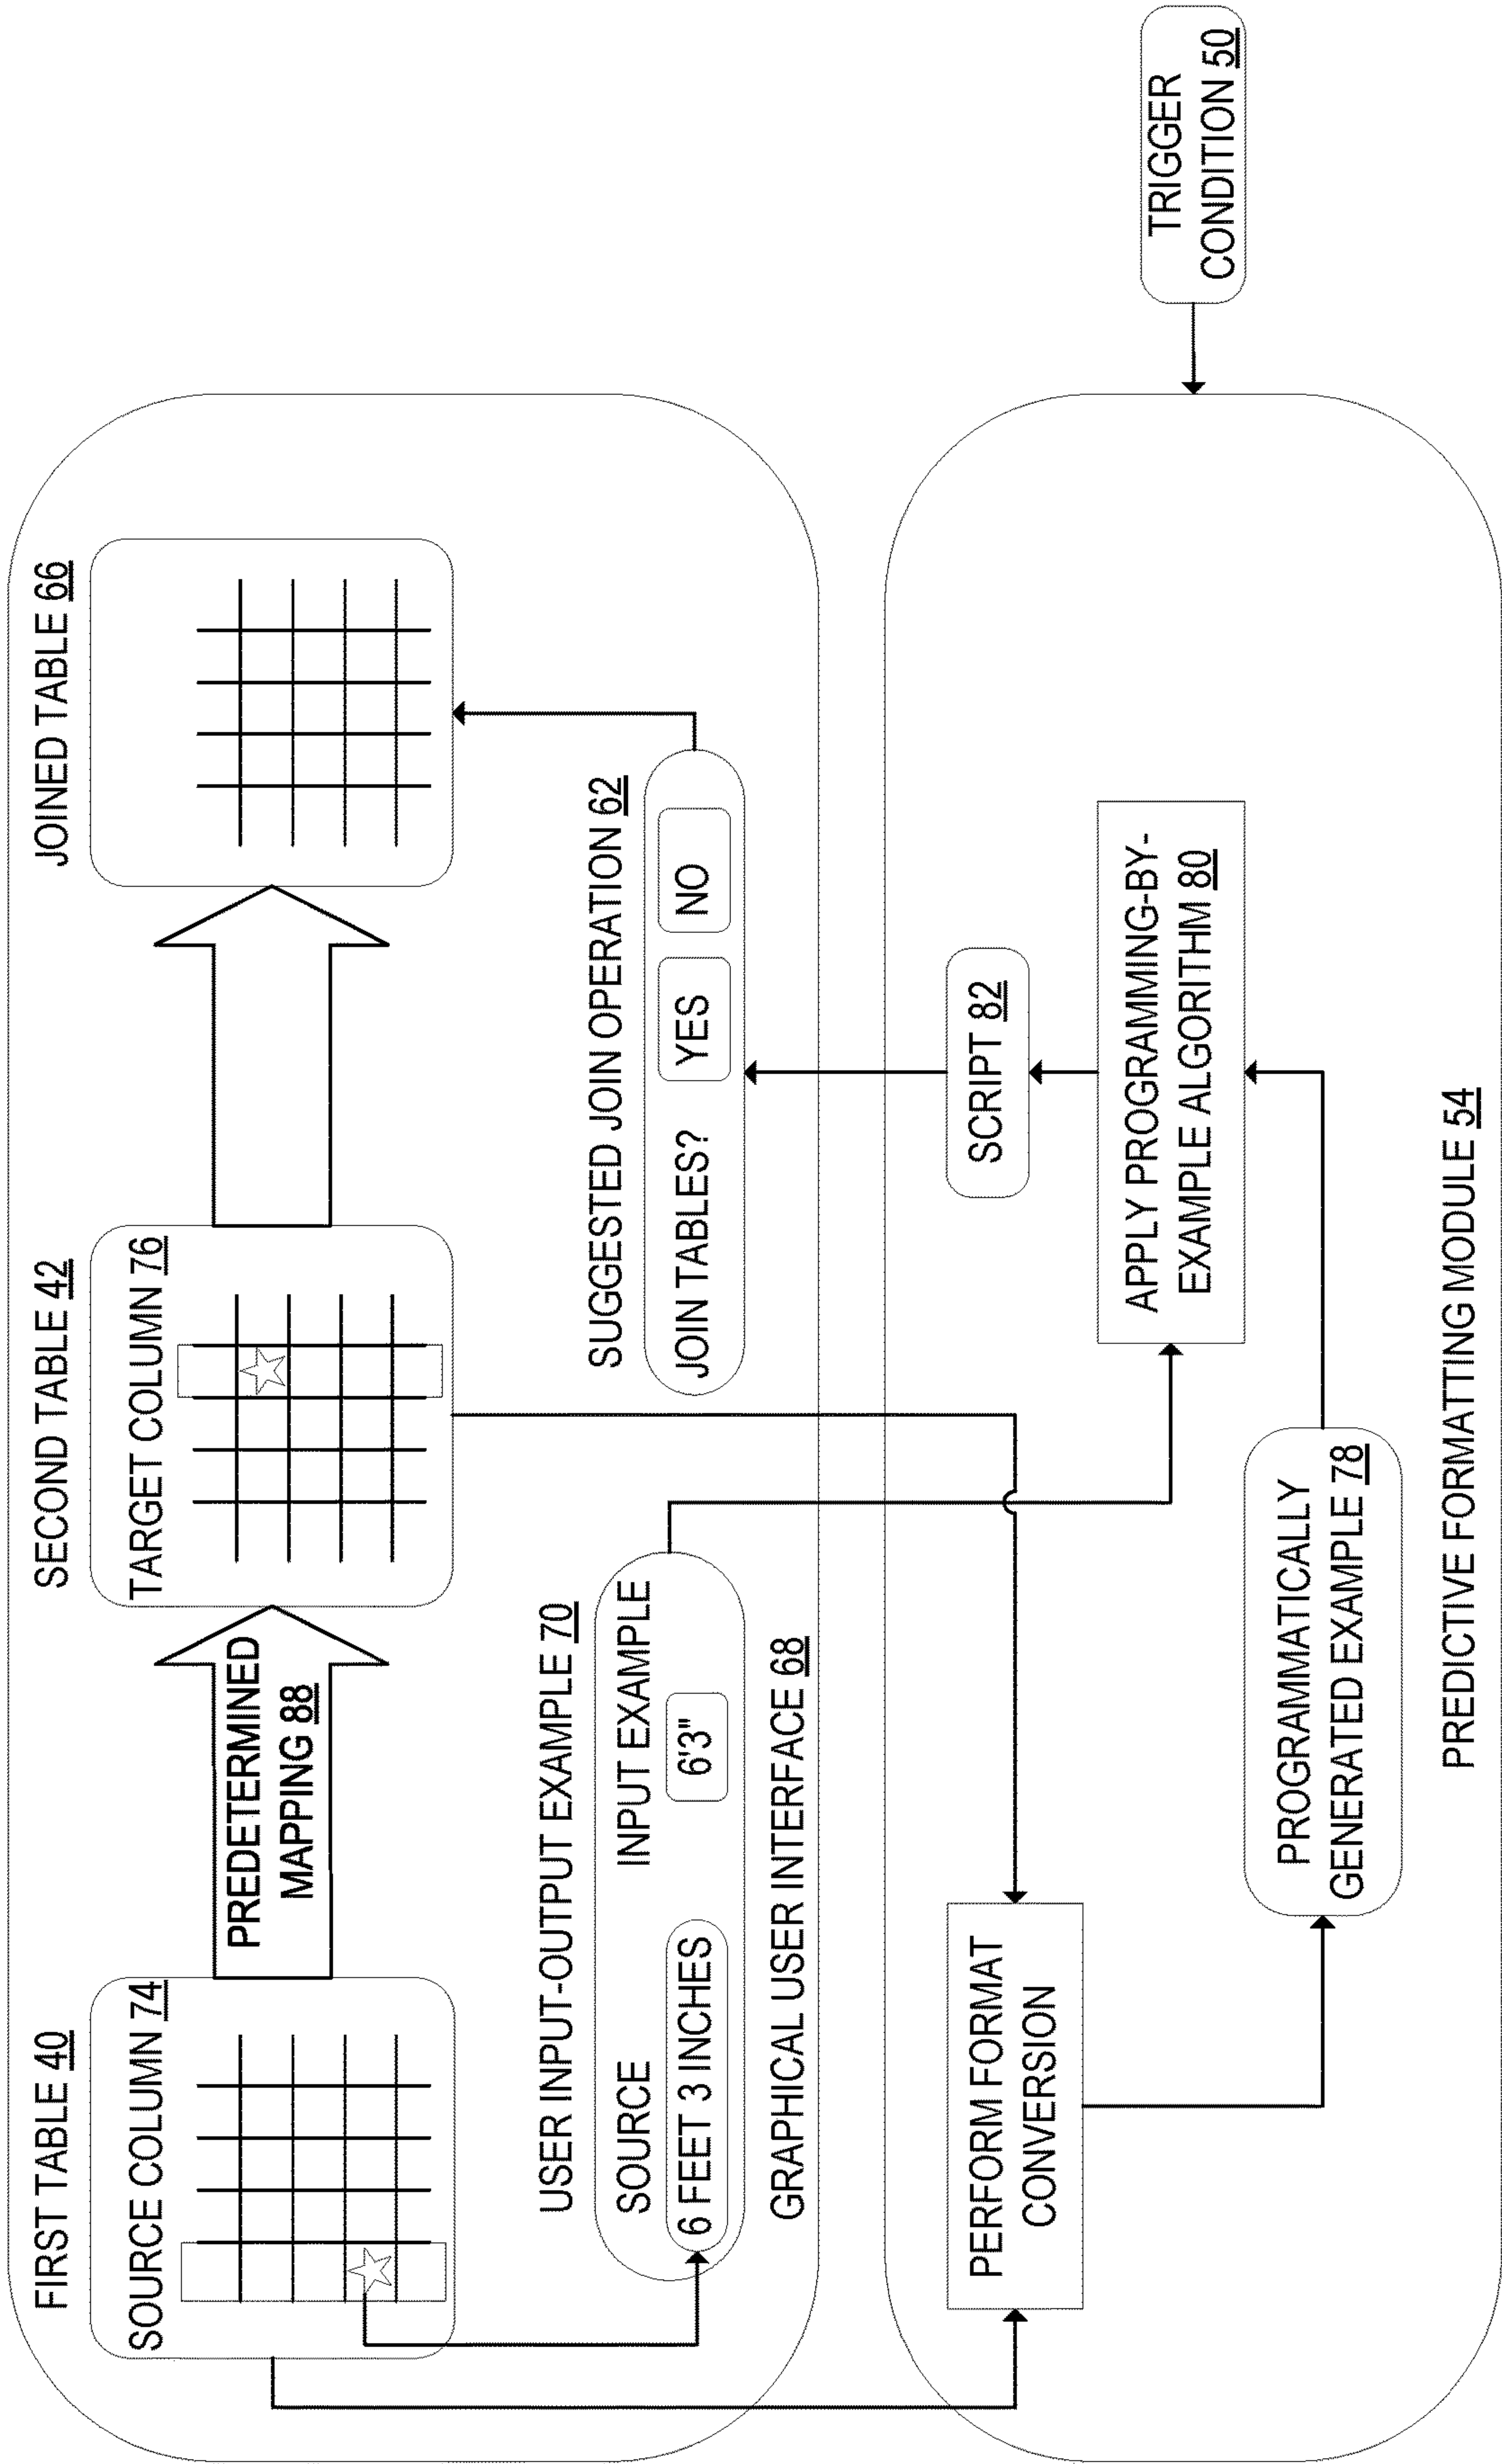 FIRST TABLE 40
SECOND TABLE 42
JOINED TABLE 66
SOURCE COLUMN 74
PREDETERMINED
MAPPING 88
TARGET COLUMN 76
USER INPUT-OUTPUT EXAMPLE 70
SOURCE
INPUT EXAMPLE
6 FEET 3 INCHES
6'3"
SUGGESTED JOIN OPERATION 62
JOIN TABLES?
YES
NO
GRAPHICAL USER INTERFACE 68
PERFORM FORMAT
CONVERSION
SCRIPT 82
APPLY PROGRAMMING-BY-
EXAMPLE ALGORITHM 80
PROGRAMMATICALLY
GENERATED EXAMPLE 78
PREDICTIVE FORMATTING MODULE 54
TRIGGER
CONDITION 50